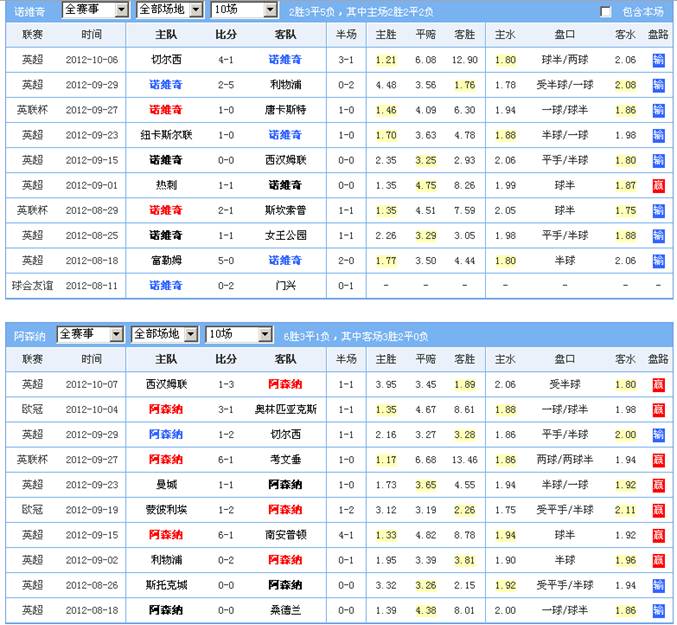 诺维奇 全赛事 全部场地 10场 2胜3平5负，其中主场2胜2平2负 包含本场
联赛 时间 主队 比分 客队 半场 主胜 平赔 客胜 主水 盘口 客水 盘路
英超 2012-10-06 切尔西 4-1 诺维奇 3-1 1.21 6.08 12.90 1.80 球半/两球 2.06 输
英超 2012-09-29 诺维奇 2-5 利物浦 0-2 4.48 3.56 1.76 1.78 受半球/一球 2.08 输
英联杯 2012-09-27 诺维奇 1-0 唐卡斯特 1-0 1.46 4.09 6.30 1.94 一球/球半 1.86 输
英超 2012-09-23 纽卡斯尔联 1-0 诺维奇 1-0 1.70 3.63 4.78 1.88 半球/一球 1.98 输
英超 2012-09-15 诺维奇 0-0 西汉姆联 0-0 2.35 3.25 2.93 2.06 平手/半球 1.80 输
英超 2012-09-01 热刺 1-1 诺维奇 0-0 1.35 4.75 8.26 1.99 球半 1.87 赢
英联杯 2012-08-29 诺维奇 2-1 斯坎索普 1-1 1.35 4.51 7.59 2.05 球半 1.75 输
英超 2012-08-25 诺维奇 1-1 女王公园 1-1 2.26 3.29 3.05 1.98 平手/半球 1.88 输
英超 2012-08-18 富勒姆 5-0 诺维奇 2-0 1.77 3.50 4.44 1.80 半球 2.06 输
球会友谊 2012-08-11 诺维奇 0-2 门兴 0-1 - - - - - - -
阿森纳 全赛事 全部场地 10场 6胜3平1负，其中客场3胜2平0负
联赛 时间 主队 比分 客队 半场 主胜 平赔 客胜 主水 盘口 客水 盘路
英超 2012-10-07 西汉姆联 1-3 阿森纳 1-1 3.95 3.45 1.89 2.06 受半球 1.80 赢
欧冠 2012-10-04 阿森纳 3-1 奥林匹亚克斯 1-1 1.35 4.67 8.61 1.88 一球/球半 1.98 赢
英超 2012-09-29 阿森纳 1-2 切尔西 1-1 2.16 3.27 3.28 1.86 平手/半球 2.00 输
英联杯 2012-09-27 阿森纳 6-1 考文垂 1-0 1.17 6.68 13.46 1.86 两球/两球半 1.94 赢
英超 2012-09-23 曼城 1-1 阿森纳 1-0 1.73 3.65 4.55 1.94 半球/一球 1.92 赢
欧冠 2012-09-19 蒙彼利埃 1-2 阿森纳 1-2 3.12 3.19 2.26 1.75 受平手/半球 2.11 赢
英超 2012-09-15 阿森纳 6-1 南安普顿 4-1 1.33 4.82 8.78 1.94 球半 1.92 赢
英超 2012-09-02 利物浦 0-2 阿森纳 0-1 1.95 3.39 3.81 1.90 半球 1.96 赢
英超 2012-08-26 斯托克城 0-0 阿森纳 0-0 3.32 3.26 2.15 1.92 受平手/半球 1.94 输
英超 2012-08-18 阿森纳 0-0 桑德兰 0-0 1.39 4.38 8.01 2.00 一球/球半 1.86 输